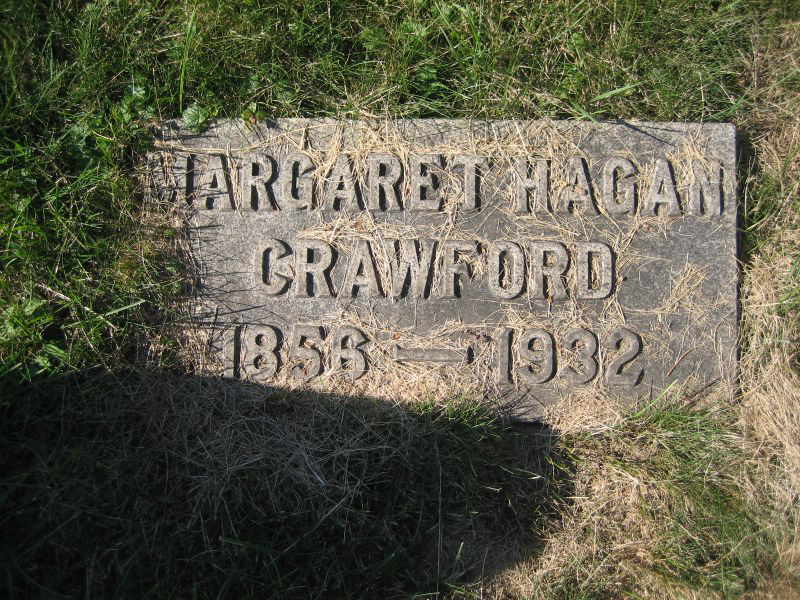 MARGARET HAGAN
CRAWFORD
1856 — 1932